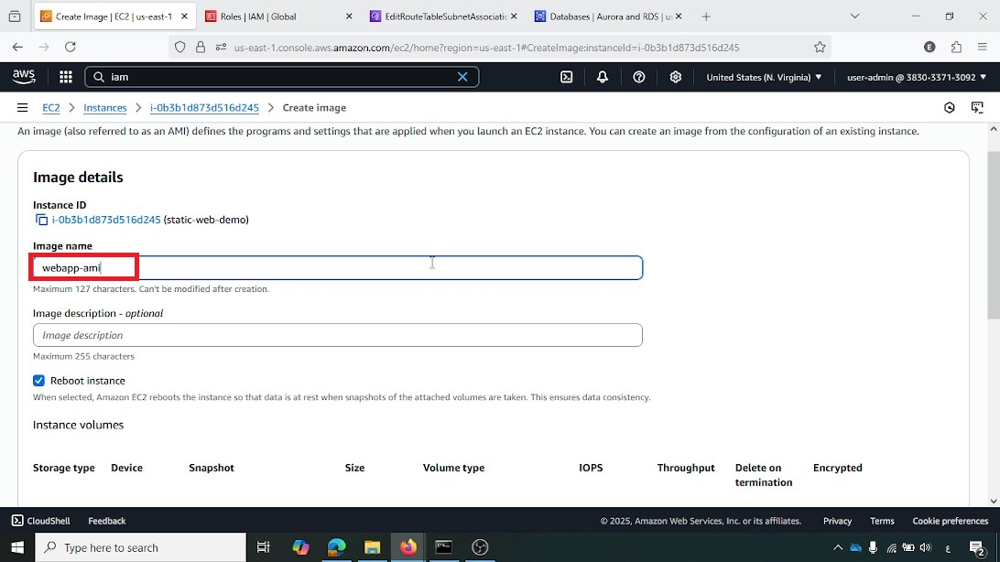 Create Image | EC2 | us-east-1
Roles | IAM | Global
EditRouteTableSubnetAssociatic
Databases | Aurora and RDS | us
us-east-1.console.aws.amazon.com/ec2/home?region=us-east-1#CreateImage:instanceId=i-0b3b1d873d516d245
E
aws
iam
United States (N. Virginia)
user-admin @ 3830-3371-3092
EC2
Instances
i-0b3b1d873d516d245
Create image
An image (also referred to as an AMI) defines the programs and settings that are applied when you launch an EC2 instance. You can create an image from the configuration of an existing instance.
Image details
Instance ID
i-0b3b1d873d516d245 (static-web-demo)
Image name
webapp-ami
Maximum 127 characters. Can't be modified after creation.
Image description - optional
Image description
Maximum 255 characters
Reboot instance
When selected, Amazon EC2 reboots the instance so that data is at rest when snapshots of the attached volumes are taken. This ensures data consistency.
Instance volumes
Storage type
Device
Snapshot
Size
Volume type
IOPS
Throughput
Delete on
termination
Encrypted
CloudShell
Feedback
© 2025, Amazon Web Services, Inc. or its affiliates.
Privacy
Terms
Cookie preferences
Type here to search
ع
2